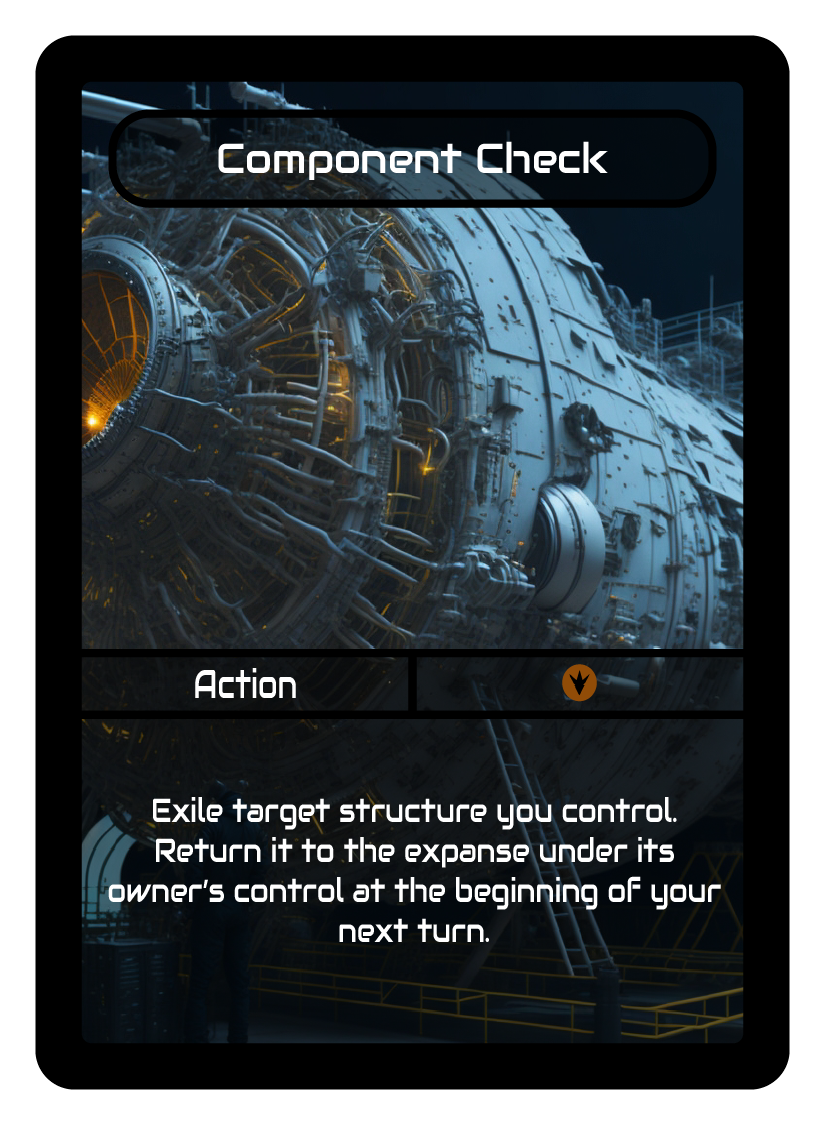 Component Check
Action
Exile target structure you control.
Return it to the expanse under its
owner's control at the beginning of your
next turn.